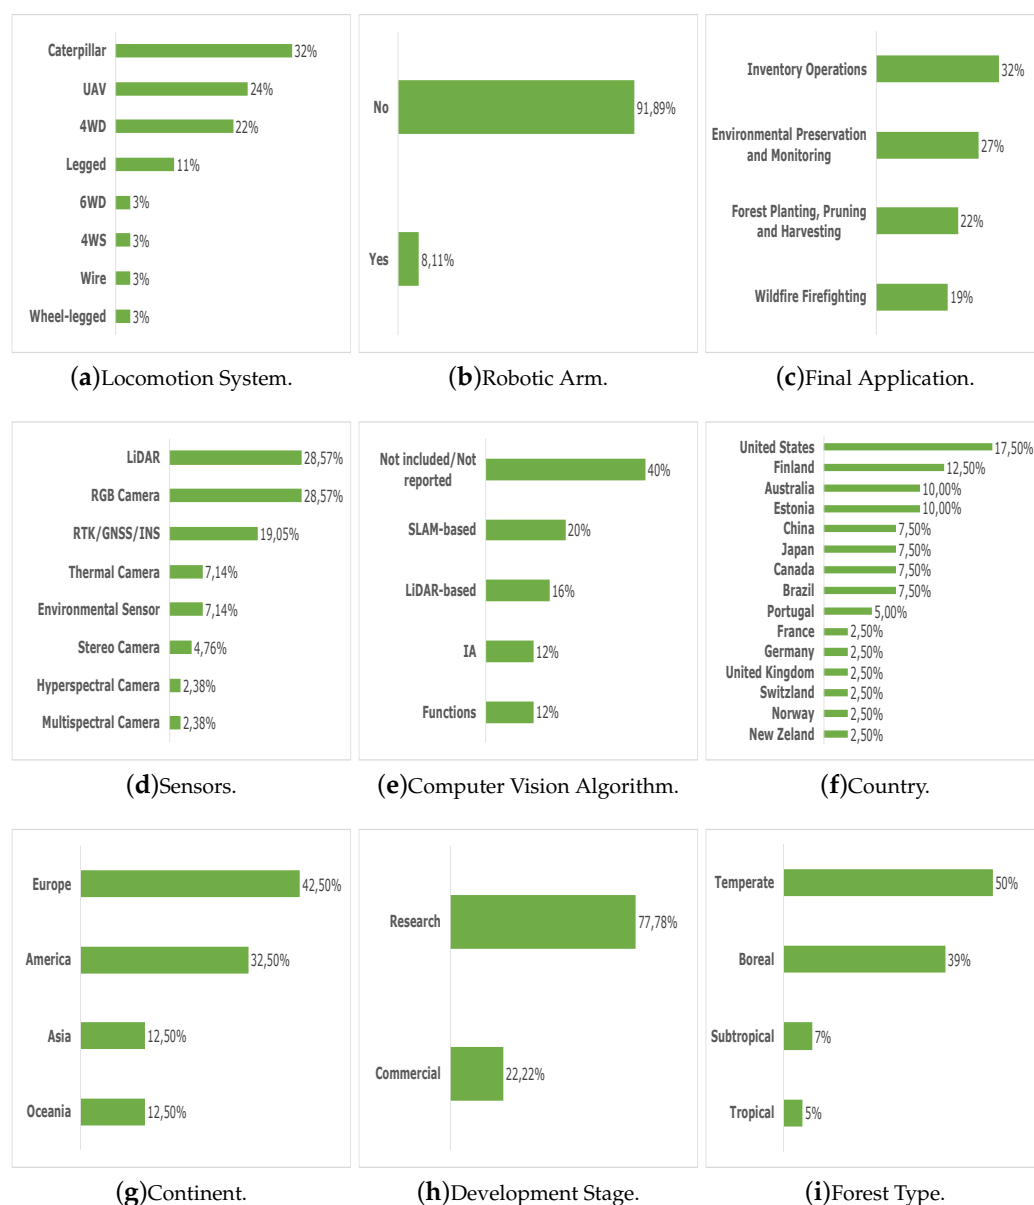 Caterpillar 32%
UAV 24%
4WD 22%
Legged 11%
6WD 3%
4WS 3%
Wire 3%
Wheel-legged 3%
(a)Locomotion System.
No 91,89%
Yes 8,11%
(b)Robotic Arm.
Inventory Operations 32%
Environmental Preservation
and Monitoring 27%
Forest Planting, Pruning
and Harvesting 22%
Wildfire Firefighting 19%
(c)Final Application.
LiDAR 28,57%
RGB Camera 28,57%
RTK/GNSS/INS 19,05%
Thermal Camera 7,14%
Environmental Sensor 7,14%
Stereo Camera 4,76%
Hyperspectral Camera 2,38%
Multispectral Camera 2,38%
(d)Sensors.
Not included/Not
reported 40%
SLAM-based 20%
LiDAR-based 16%
IA 12%
Functions 12%
(e)Computer Vision Algorithm.
United States 17,50%
Finland 12,50%
Australia 10,00%
Estonia 10,00%
China 7,50%
Japan 7,50%
Canada 7,50%
Brazil 7,50%
Portugal 5,00%
France 2,50%
Germany 2,50%
United Kingdom 2,50%
Switzland 2,50%
Norway 2,50%
New Zeland 2,50%
(f)Country.
Europe 42,50%
America 32,50%
Asia 12,50%
Oceania 12,50%
(g)Continent.
Research 77,78%
Commercial 22,22%
(h)Development Stage.
Temperate 50%
Boreal 39%
Subtropical 7%
Tropical 5%
(i)Forest Type.